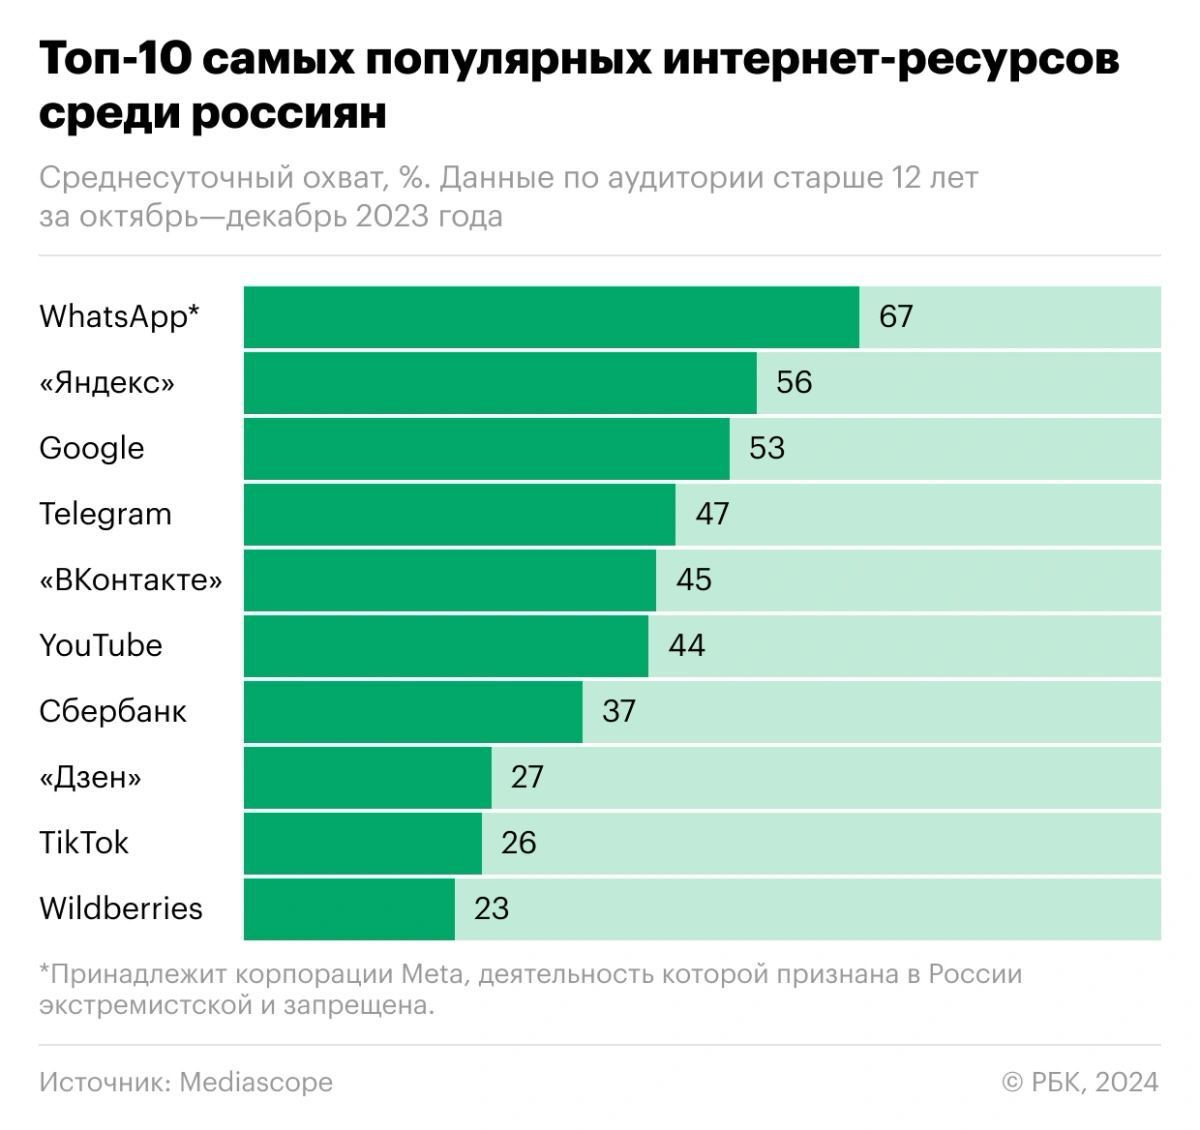 Топ-10 самых популярных интернет-ресурсов
среди россиян
Среднесуточный охват, %. Данные по аудитории старше 12 лет
за октябрь—декабрь 2023 года
WhatsApp* 67
«Яндекс» 56
Google 53
Telegram 47
«ВКонтакте» 45
YouTube 44
Сбербанк 37
«Дзен» 27
TikTok 26
Wildberries 23
*Принадлежит корпорации Meta, деятельность которой признана в России
экстремистской и запрещена.
Источник: Mediascope © РБК, 2024